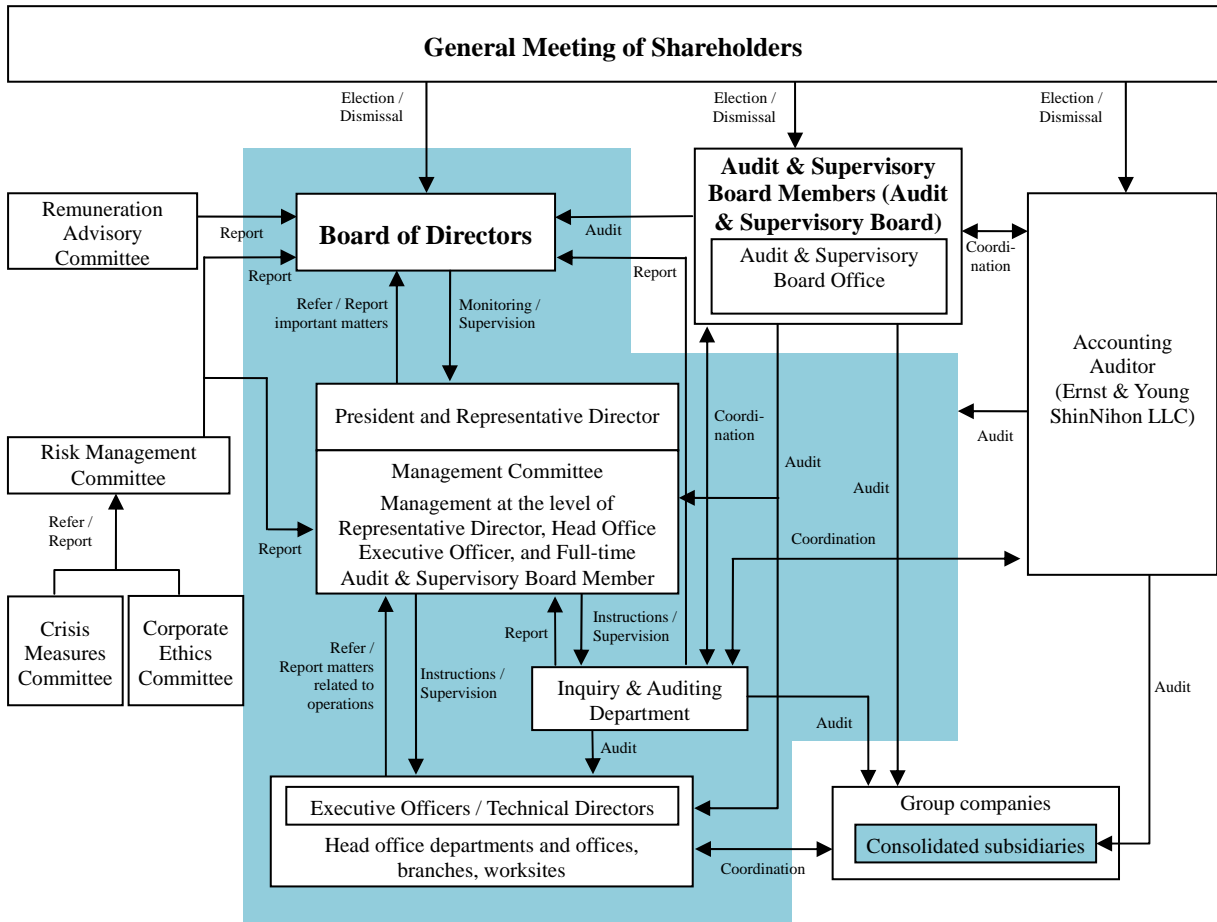 General Meeting of Shareholders
Election /
Dismissal
Election /
Dismissal
Election /
Dismissal
Remuneration
Advisory
Committee
Report
Report
Board of Directors
Audit
Report
Audit & Supervisory
Board Members (Audit
& Supervisory Board)
Audit & Supervisory
Board Office
Coordi-
nation
Refer / Report
important matters
Monitoring /
Supervision
Accounting
Auditor
(Ernst & Young
ShinNihon LLC)
President and Representative Director
Coordi-
nation
Audit
Risk Management
Committee
Management Committee
Management at the level of
Representative Director, Head Office
Executive Officer, and Full-time
Audit & Supervisory Board Member
Audit
Audit
Refer /
Report
Report
Coordination
Crisis
Measures
Committee
Corporate
Ethics
Committee
Refer /
Report matters
related to
operations
Instructions /
Supervision
Report
Instructions /
Supervision
Inquiry & Auditing
Department
Audit
Audit
Audit
Executive Officers / Technical Directors
Head office departments and offices,
branches, worksites
Coordination
Group companies
Consolidated subsidiaries